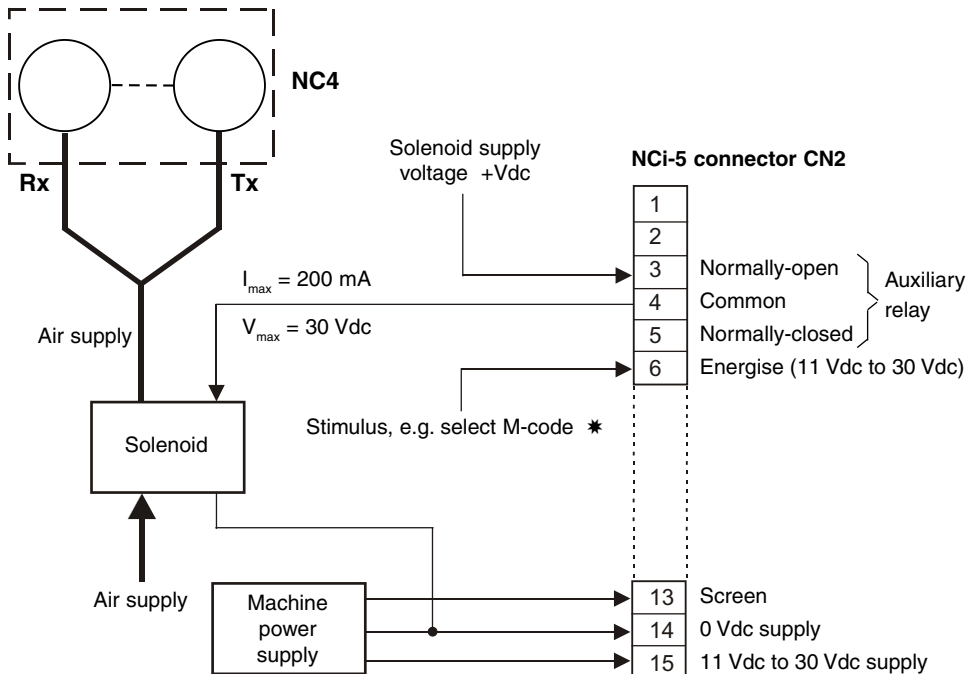 NC4
Rx
Tx
Solenoid supply
voltage +Vdc
NCi-5 connector CN2
1
2
3 Normally-open
4 Common
5 Normally-closed
6 Energise (11 Vdc to 30 Vdc)
Auxiliary
relay
Imax = 200 mA
Vmax = 30 Vdc
Air supply
Stimulus, e.g. select M-code ✷
Solenoid
Air supply
Machine
power
supply
13 Screen
14 0 Vdc supply
15 11 Vdc to 30 Vdc supply